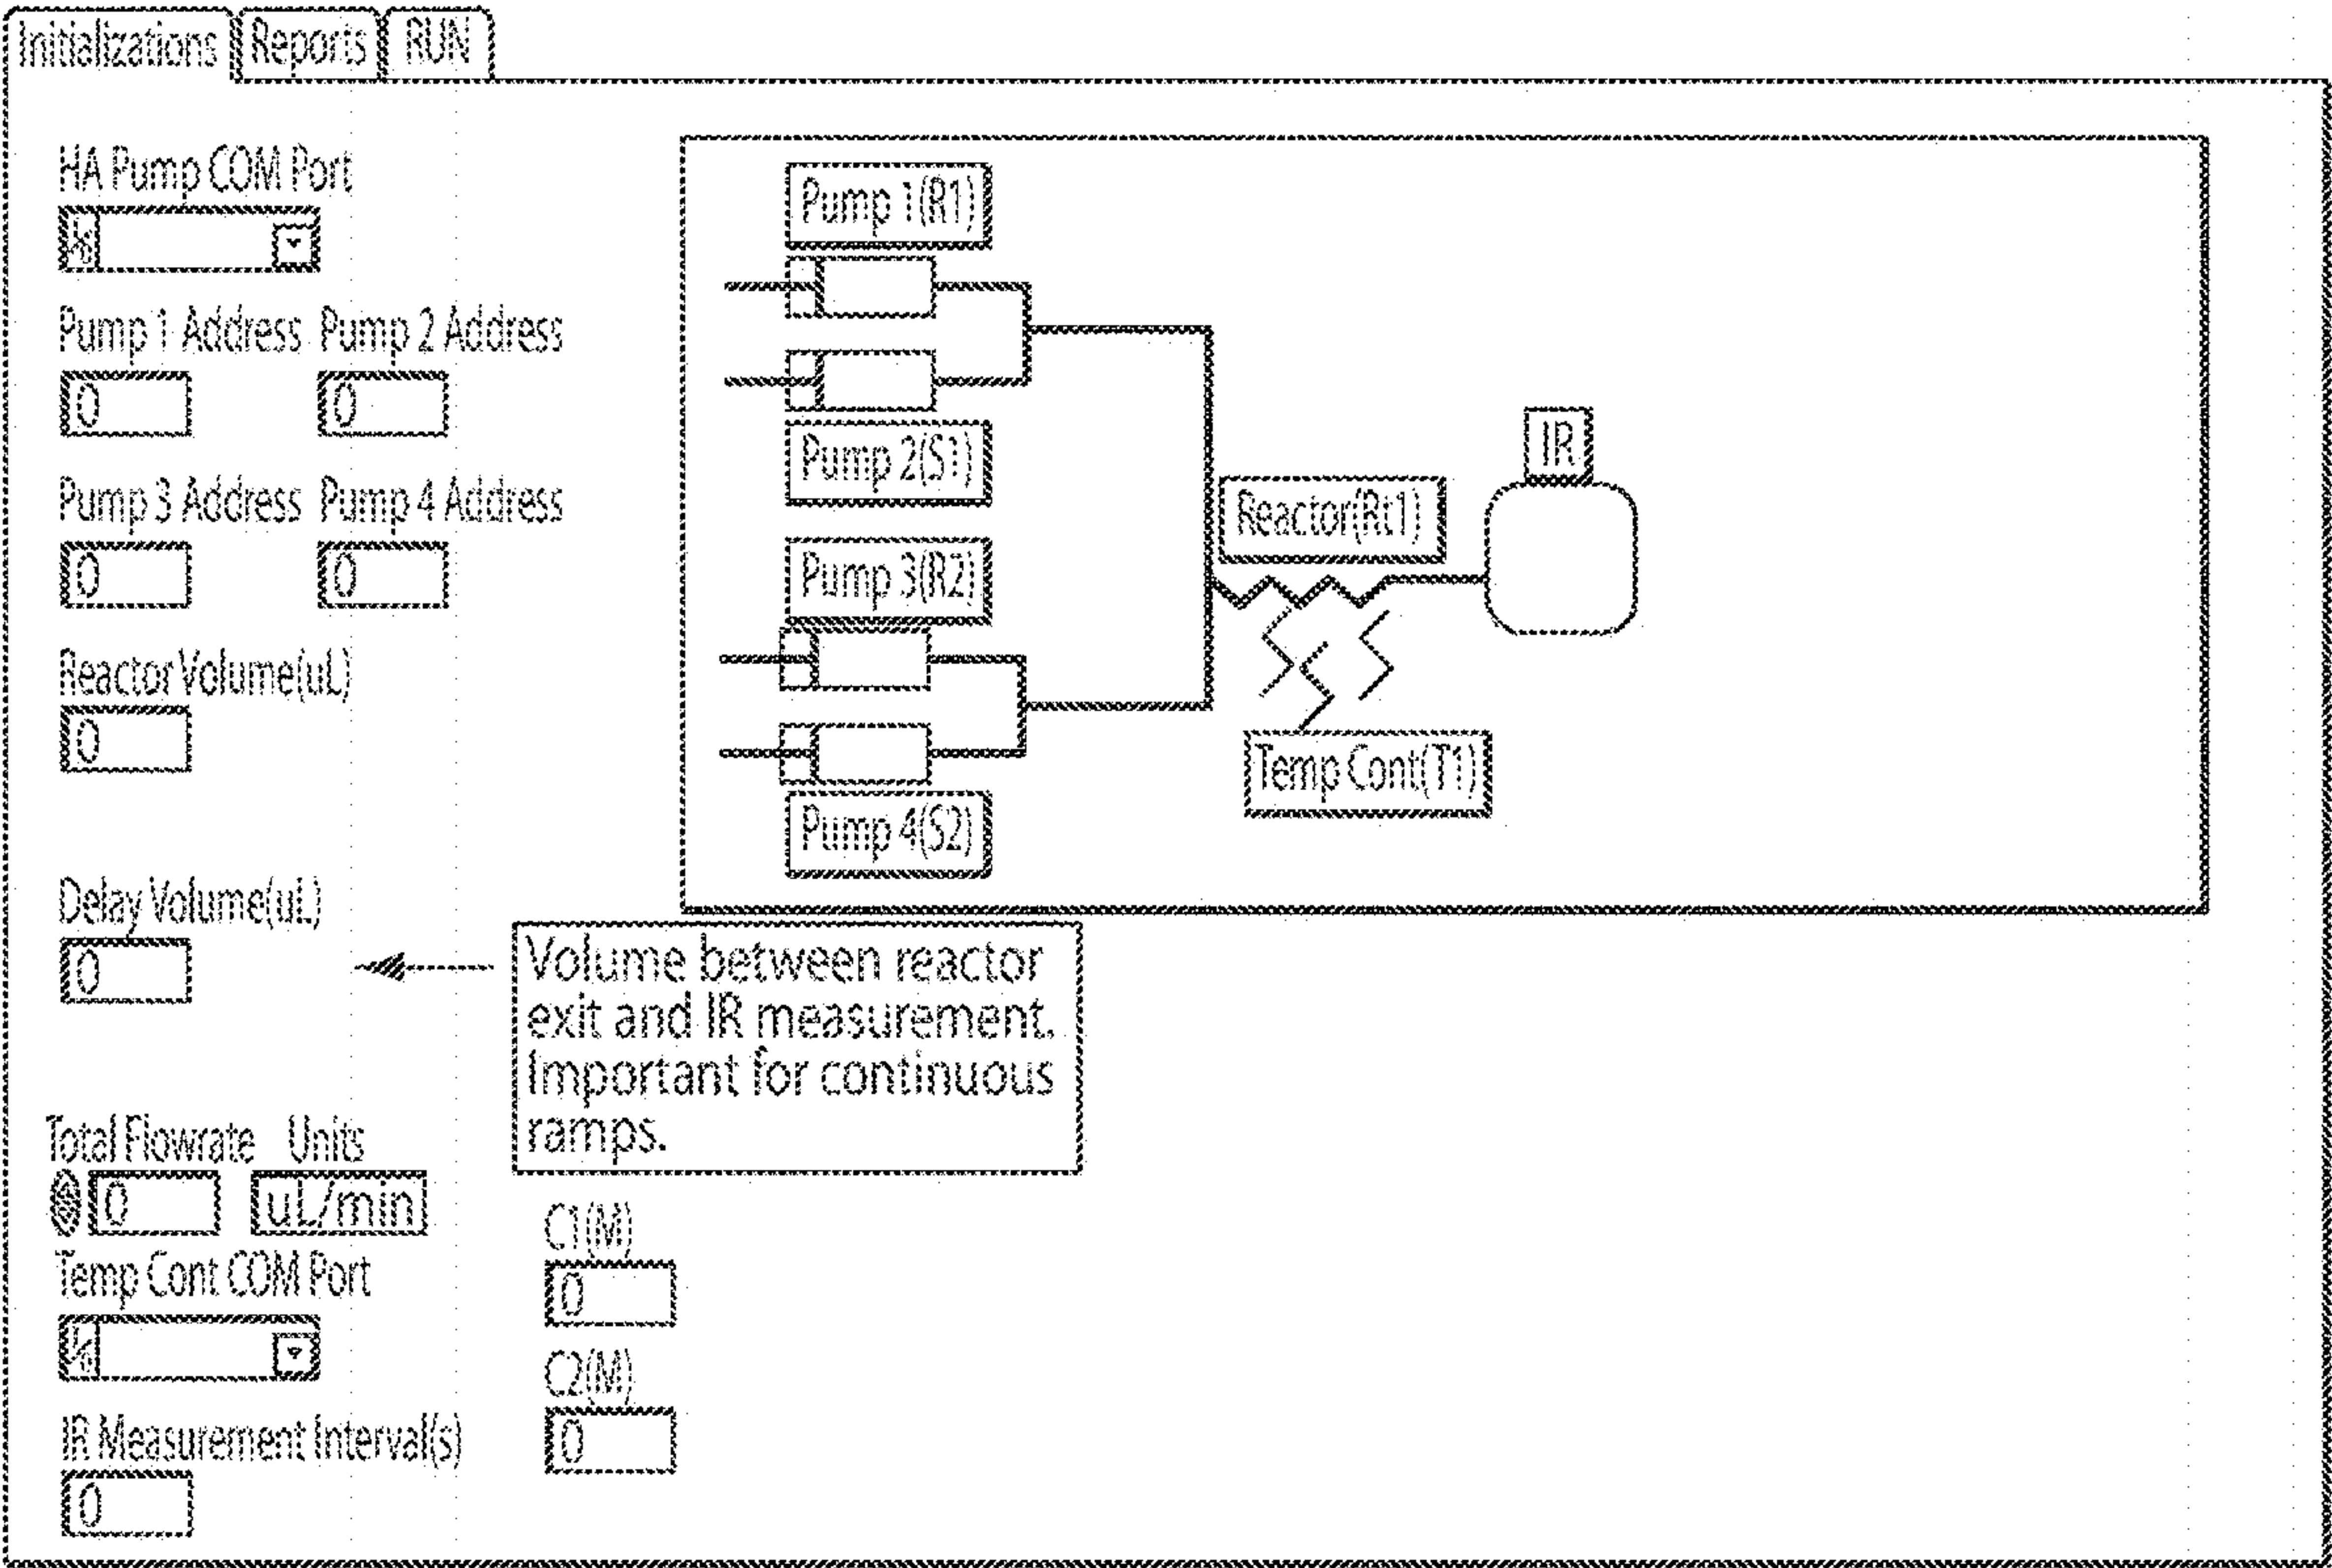 Initializations Reports RUN
HA Pump COM Port
Pump 1 Address Pump 2 Address
0 0
Pump 3 Address Pump 4 Address
0 0
Reactor Volume(uL)
0
Delay Volume(uL)
0
Total Flowrate Units
0 uL/min
Temp Cont COM Port
IR Measurement Interval(s)
0
Pump 1(R1)
Pump 2(S1)
Pump 3(R2)
Pump 4(S2)
Reactor(Rt1)
IR
Temp Cont(T1)
Volume between reactor
exit and IR measurement.
Important for continuous
ramps.
C1(M)
0
C2(M)
0